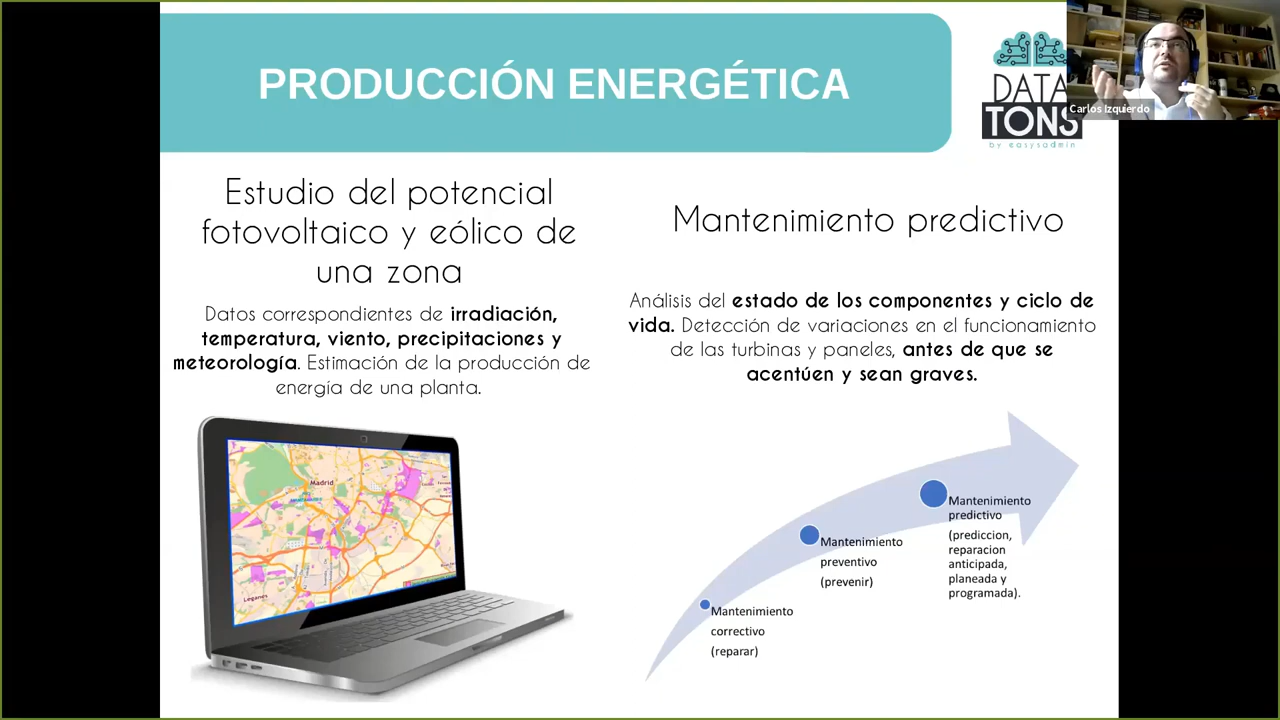 PRODUCCIÓN ENERGÉTICA
DATA
TONS
by easysadmin
Carlos Izquierdo
Estudio del potencial
fotovoltaico y eólico de
una zona
Datos correspondientes de irradiación,
temperatura, viento, precipitaciones y
meteorología. Estimación de la producción de
energía de una planta.
Madrid
Leganes
Mantenimiento predictivo
Análisis del estado de los componentes y ciclo de
vida. Detección de variaciones en el funcionamiento
de las turbinas y paneles, antes de que se
acentúen y sean graves.
Mantenimiento
correctivo
(reparar)
Mantenimiento
preventivo
(prevenir)
Mantenimiento
predictivo
(prediccion,
reparacion
anticipada,
planeada y
programada).